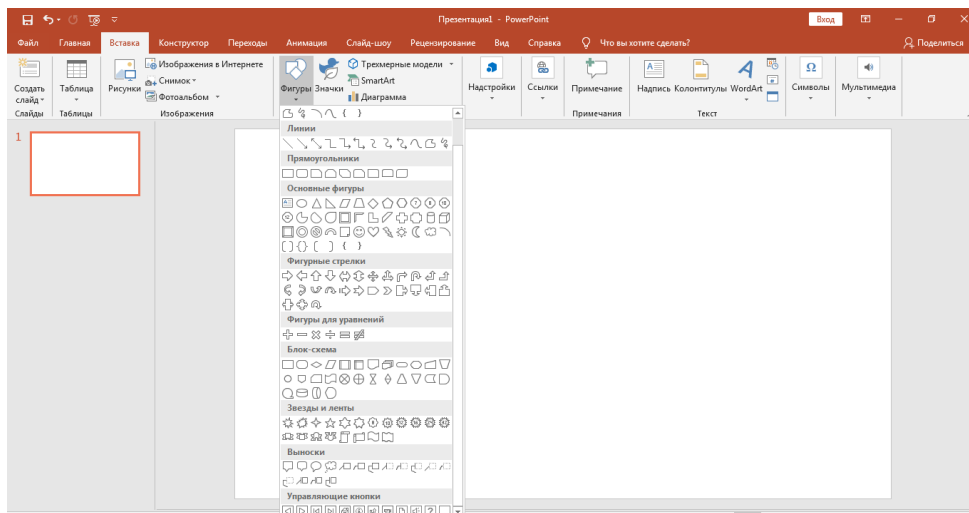 Презентация1 - PowerPoint
Вход
Файл Главная Вставка Конструктор Переходы Анимация Слайд-шоу Рецензирование Вид Справка Что вы хотите сделать? Поделиться
Создать слайд
Таблица
Рисунки
Изображения в Интернете
Снимок
Фотоальбом
Фигуры
Значки
Трехмерные модели
SmartArt
Диаграмма
Надстройки
Ссылки
Примечание
Надпись
Колонтитулы
WordArt
Символы
Мультимедиа
Слайды Таблицы Изображения Примечания Текст
1
Линии
Прямоугольники
Основные фигуры
Фигурные стрелки
Фигуры для уравнений
Блок-схема
Звезды и ленты
Выноски
Управляющие кнопки